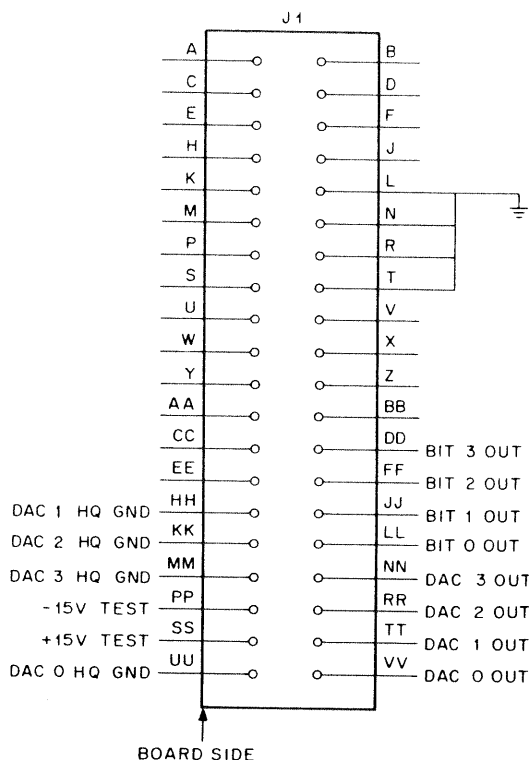 J1
A B
C D
E F
H J
K L
M N
P R
S T
U V
W X
Y Z
AA BB
CC DD BIT 3 OUT
EE FF BIT 2 OUT
DAC 1 HQ GND HH JJ BIT 1 OUT
DAC 2 HQ GND KK LL BIT 0 OUT
DAC 3 HQ GND MM NN DAC 3 OUT
-15V TEST PP RR DAC 2 OUT
+15V TEST SS TT DAC 1 OUT
DAC 0 HQ GND UU VV DAC 0 OUT
BOARD SIDE